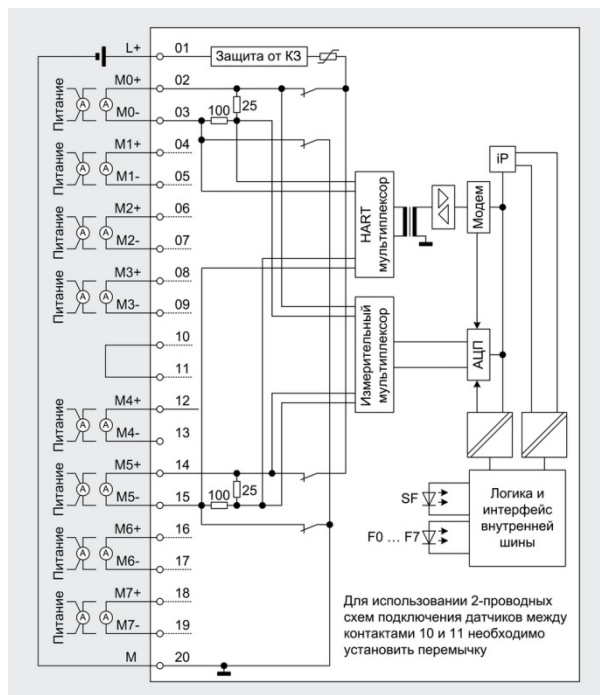 L+ 01 Защита от КЗ
M0+ 02
Питание A A 100 25
M0- 03
M1+ 04
Питание A A
M1- 05
M2+ 06
Питание A A
M2- 07
M3+ 08
Питание A A
M3- 09
10
11
M4+ 12
Питание A A
M4- 13
M5+ 14
Питание A A 100 25
M5- 15
M6+ 16
Питание A A
M6- 17
M7+ 18
Питание A A
M7- 19
M 20
HART
мультиплексор
Модем
iP
Измерительный
мультиплексор
АЦП
SF
F0 ... F7
Логика и
интерфейс
внутренней
шины
Для использовании 2-проводных
схем подключения датчиков между
контактами 10 и 11 необходимо
установить перемычку